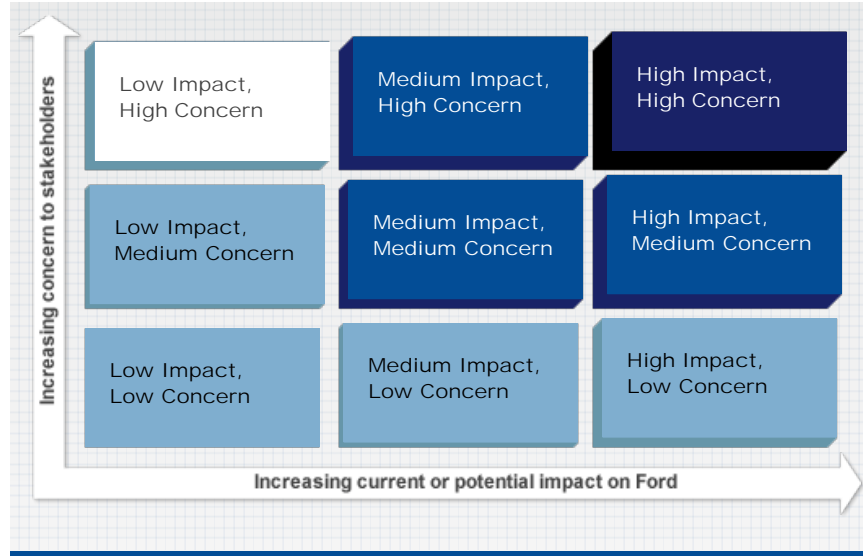 Increasing concern to stakeholders
Low Impact,
High Concern
Medium Impact,
High Concern
High Impact,
High Concern
Low Impact,
Medium Concern
Medium Impact,
Medium Concern
High Impact,
Medium Concern
Low Impact,
Low Concern
Medium Impact,
Low Concern
High Impact,
Low Concern
Increasing current or potential impact on Ford